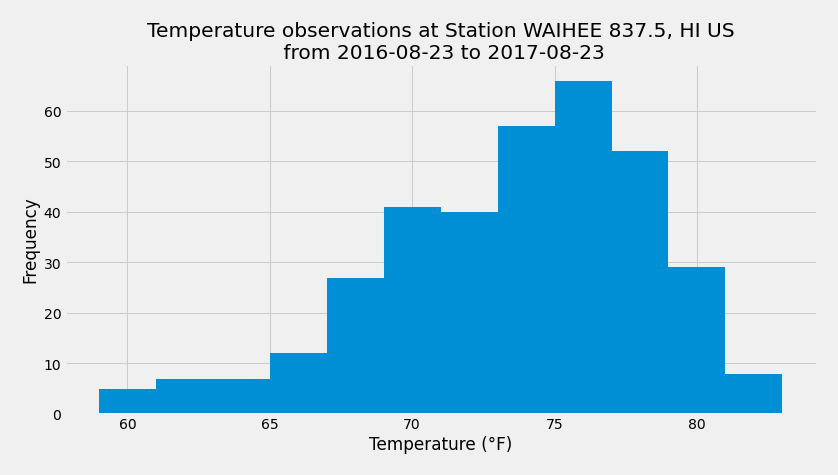 Temperature observations at Station WAIHEE 837.5, HI US
from 2016-08-23 to 2017-08-23
Frequency
60
50
40
30
20
10
0
60 65 70 75 80
Temperature (°F)